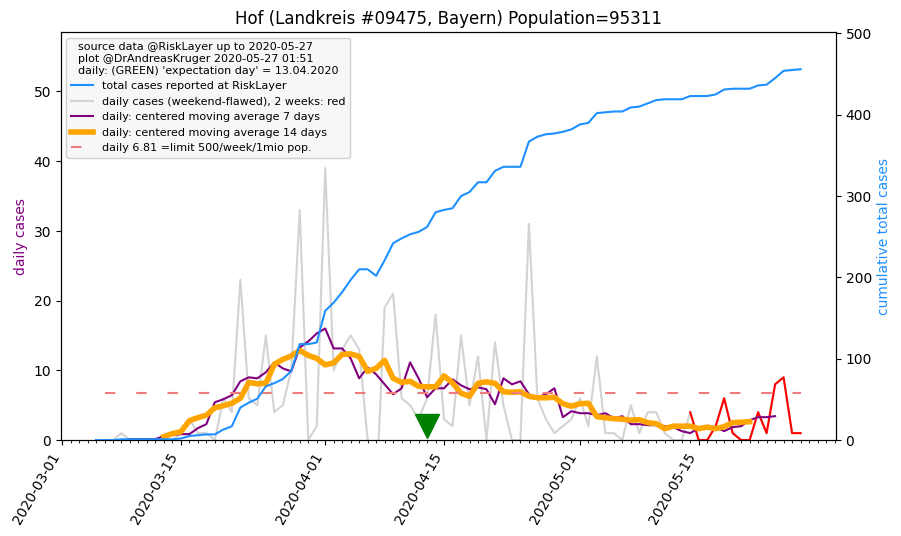 Hof (Landkreis #09475, Bayern) Population=95311
source data @RiskLayer up to 2020-05-27
plot @DrAndreasKruger 2020-05-27 01:51
daily: (GREEN) 'expectation day' = 13.04.2020
total cases reported at RiskLayer
daily cases (weekend-flawed), 2 weeks: red
daily: centered moving average 7 days
daily: centered moving average 14 days
daily 6.81 =limit 500/week/1mio pop.
daily cases
50
40
30
20
10
0
cumulative total cases
500
400
300
200
100
0
2020-03-01
2020-03-15
2020-04-01
2020-04-15
2020-05-01
2020-05-15